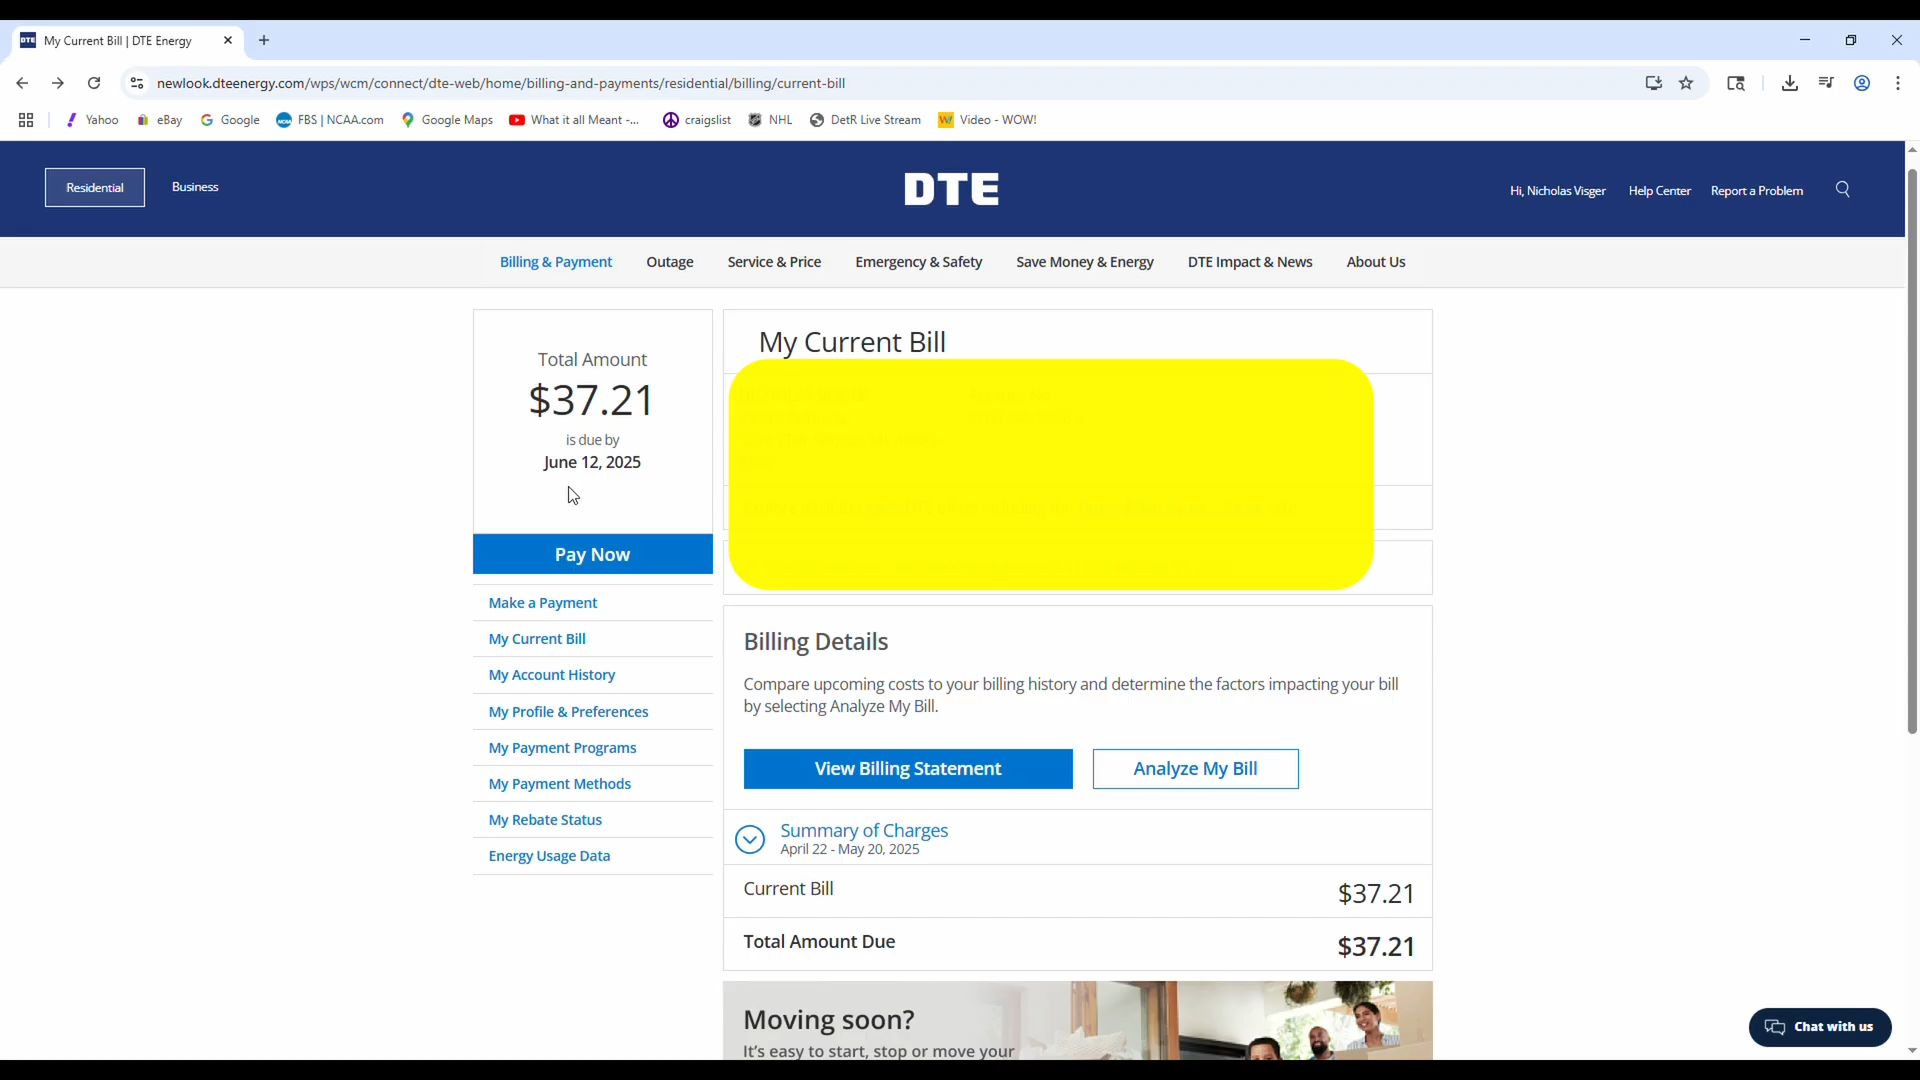 DTE My Current Bill | DTE Energy
newlook.dteenergy.com/wps/wcm/connect/dte-web/home/billing-and-payments/residential/billing/current-bill
Yahoo eBay Google FBS | NCAA.com Google Maps What it all Meant -... craigslist NHL DetR Live Stream Video - WOW!
Residential Business DTE Hi, Nicholas Visger Help Center Report a Problem
Billing & Payment Outage Service & Price Emergency & Safety Save Money & Energy DTE Impact & News About Us
Total Amount
$37.21
is due by
June 12, 2025
Pay Now
Make a Payment
My Current Bill
My Account History
My Profile & Preferences
My Payment Programs
My Payment Methods
My Rebate Status
Energy Usage Data
My Current Bill
Billing Details
Compare upcoming costs to your billing history and determine the factors impacting your bill
by selecting Analyze My Bill.
View Billing Statement Analyze My Bill
Summary of Charges
April 22 - May 20, 2025
Current Bill $37.21
Total Amount Due $37.21
Moving soon?
It's easy to start, stop or move your
Chat with us